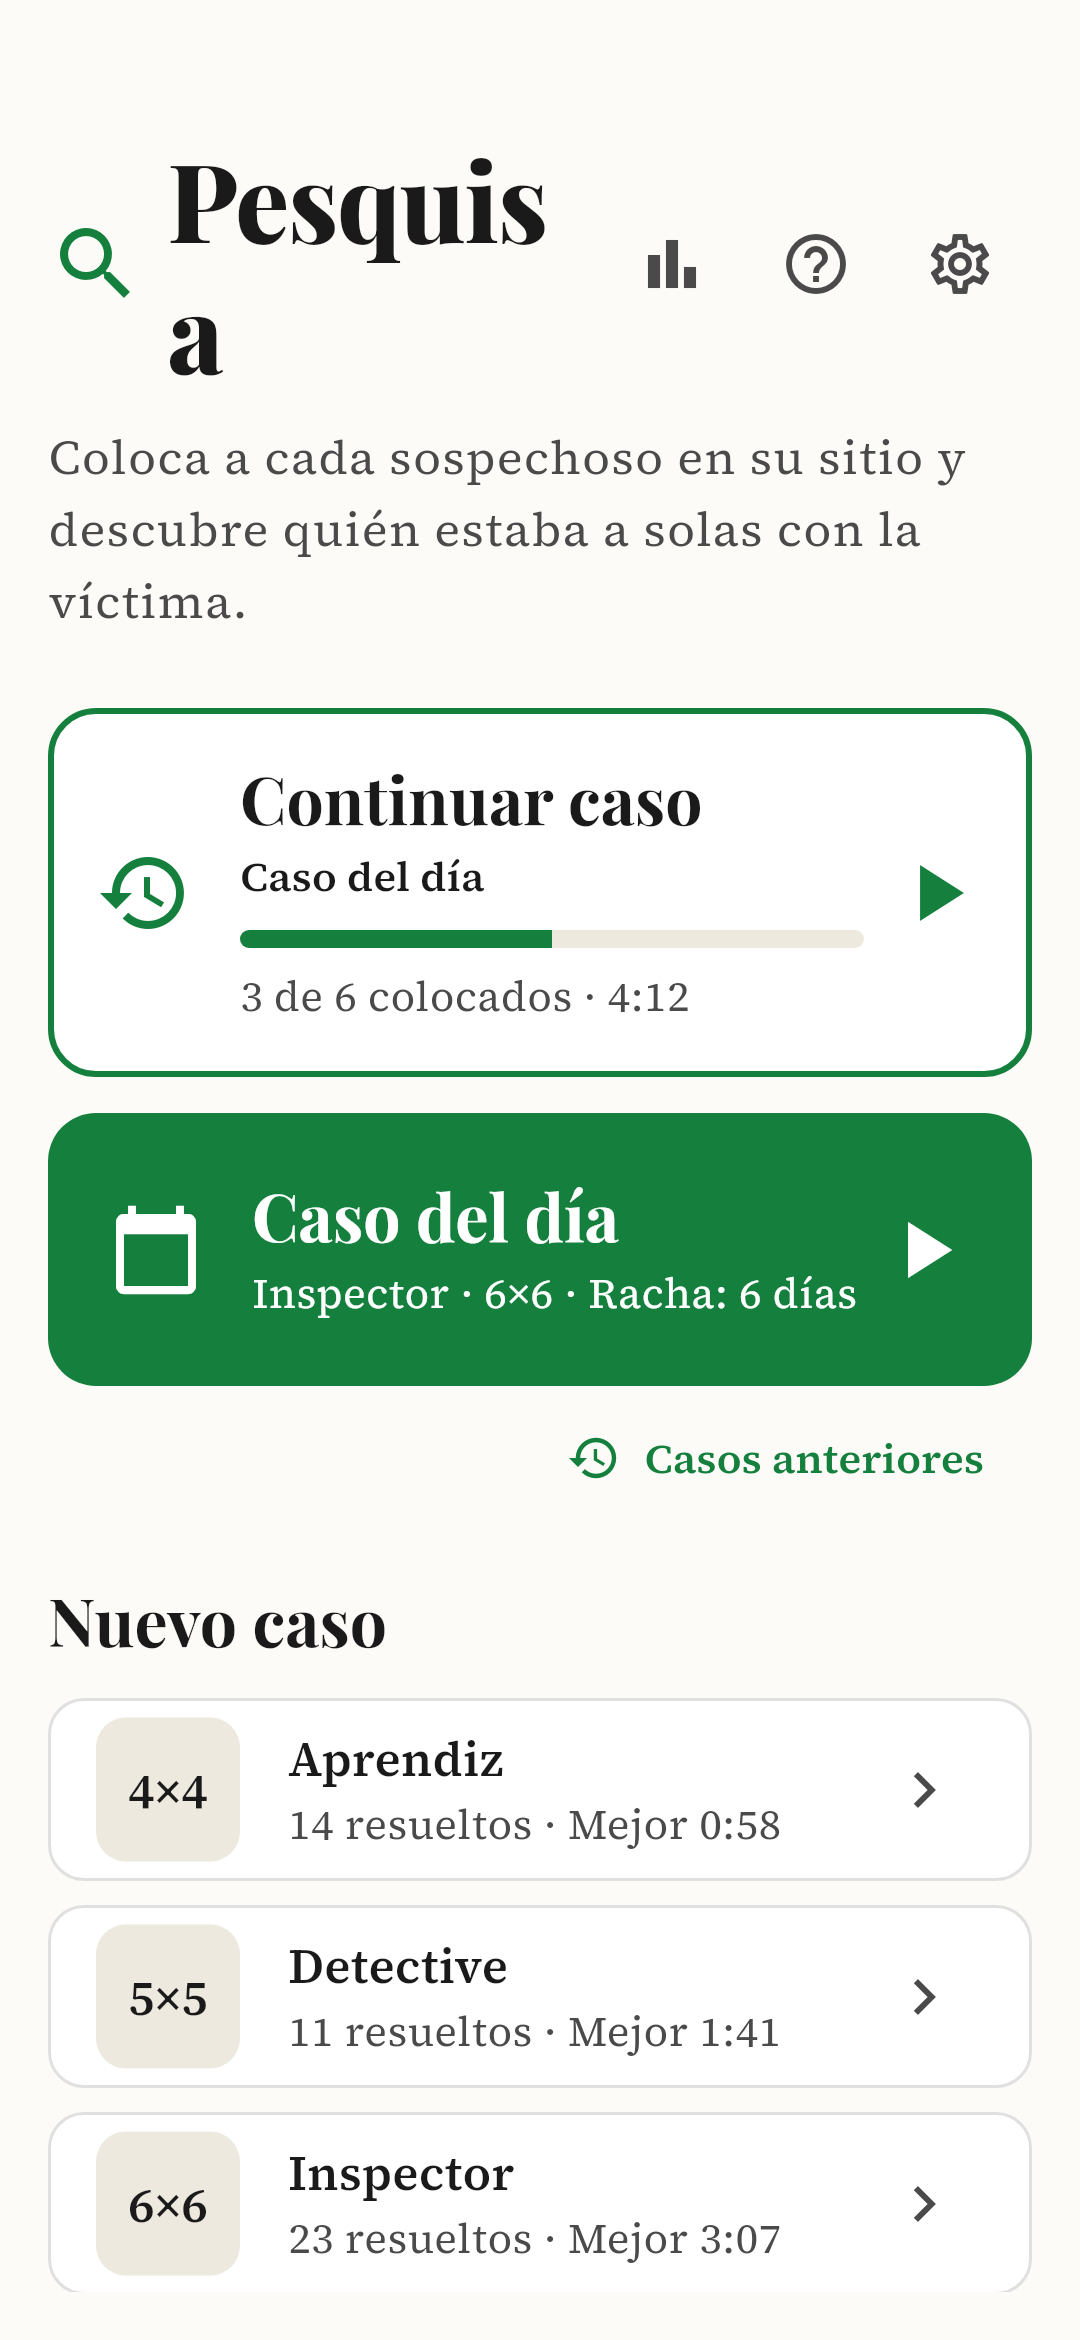 Pesquis
a
Coloca a cada sospechoso en su sitio y
descubre quién estaba a solas con la
víctima.
Continuar caso
Caso del día
3 de 6 colocados · 4:12
Caso del día
Inspector · 6×6 · Racha: 6 días
Casos anteriores
Nuevo caso
4×4
Aprendiz
14 resueltos · Mejor 0:58
5×5
Detective
11 resueltos · Mejor 1:41
6×6
Inspector
23 resueltos · Mejor 3:07